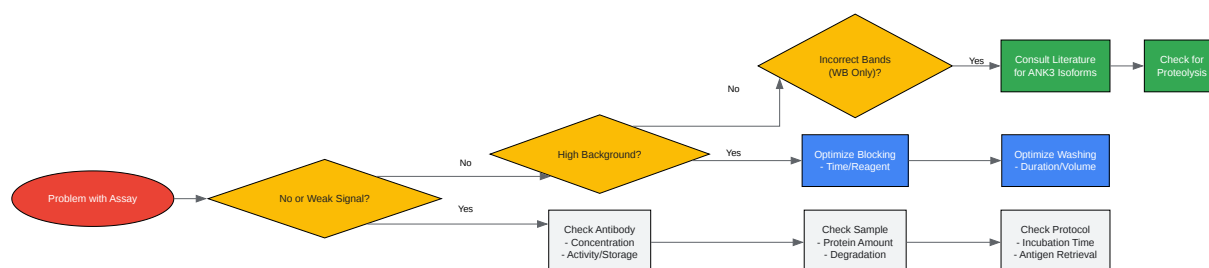 Problem with Assay
No or Weak Signal?
No
Yes
High Background?
No
Yes
Incorrect Bands
(WB Only)?
Yes
Consult Literature
for ANK3 Isoforms
Check for
Proteolysis
Optimize Blocking
- Time/Reagent
Optimize Washing
- Duration/Volume
Check Antibody
- Concentration
- Activity/Storage
Check Sample
- Protein Amount
- Degradation
Check Protocol
- Incubation Time
- Antigen Retrieval